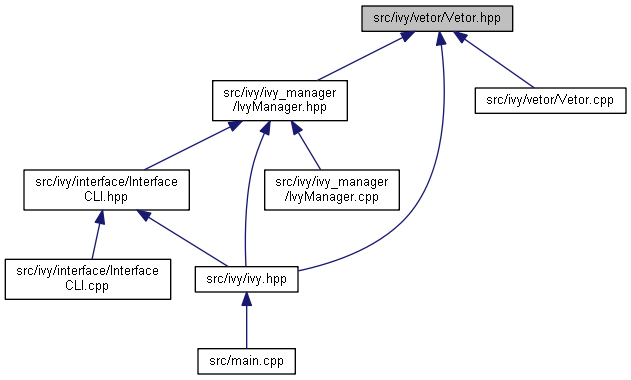 src/ivy/vetor/Vetor.hpp
src/ivy/ivy_manager
/IvyManager.hpp
src/ivy/vetor/Vetor.cpp
src/ivy/interface/Interface
CLI.hpp
src/ivy/ivy_manager
/IvyManager.cpp
src/ivy/interface/Interface
CLI.cpp
src/ivy/ivy.hpp
src/main.cpp